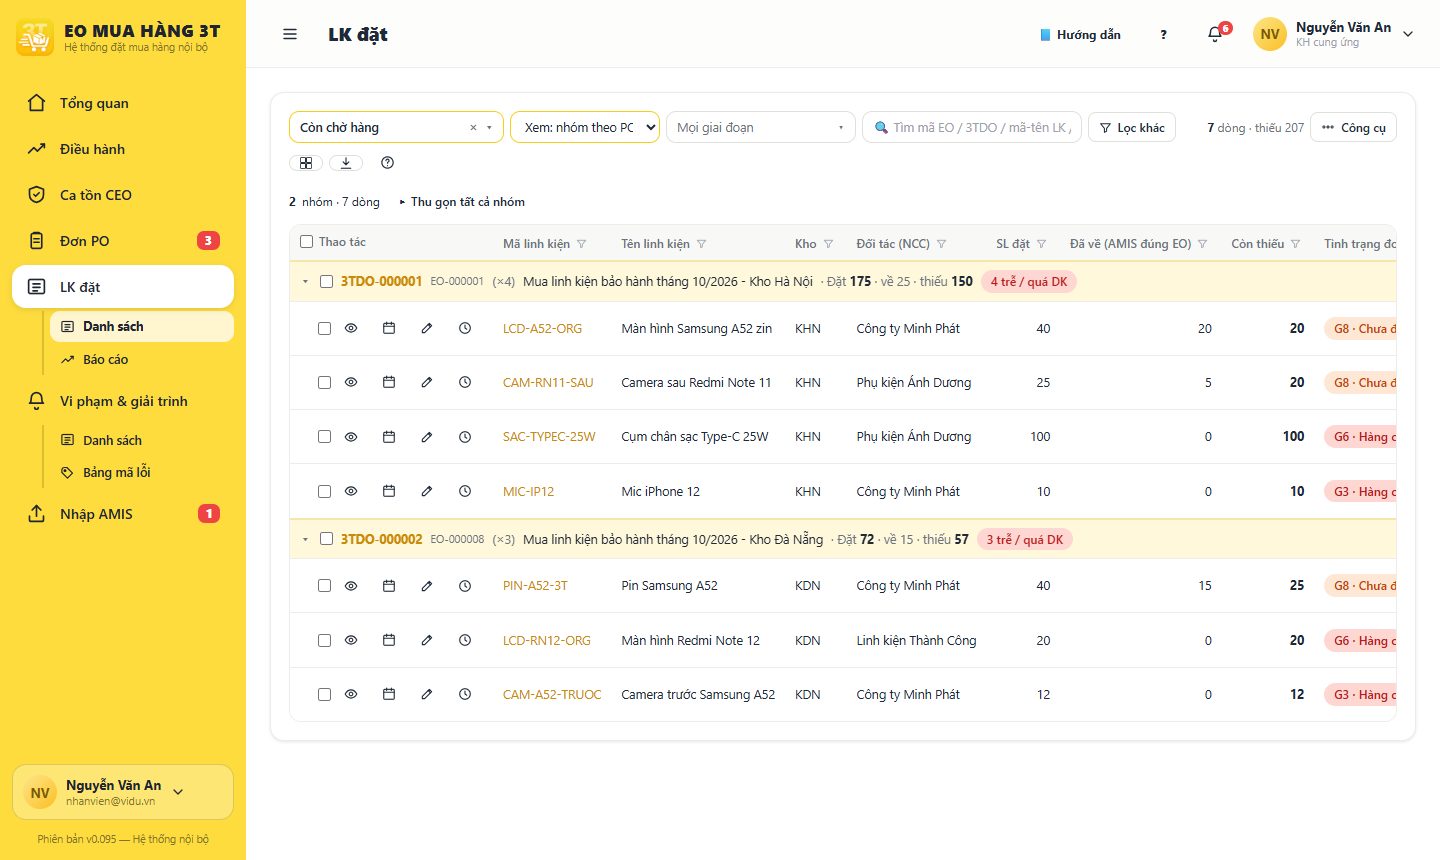 3T
EO MUA HÀNG 3T
Hệ thống đặt mua hàng nội bộ
Tổng quan
Điều hành
Ca tồn CEO
Đơn PO 3
LK đặt
Danh sách
Báo cáo
Vi phạm & giải trình
Danh sách
Bảng mã lỗi
Nhập AMIS 1
NV
Nguyễn Văn An
nhanvien@vidu.vn
Phiên bản v0.095 — Hệ thống nội bộ
LK đặt
Hướng dẫn
?
6
NV
Nguyễn Văn An
KH cung ứng
Còn chờ hàng ×
Xem: nhóm theo PC
Mọi giai đoạn
Tìm mã EO / 3TDO / mã-tên LK /
Lọc khác
7 dòng · thiếu 207
••• Công cụ
2 nhóm · 7 dòng
▸ Thu gọn tất cả nhóm
Thao tác Mã linh kiện Tên linh kiện Kho Đối tác (NCC) SL đặt Đã về (AMIS đúng EO) Còn thiếu Tình trạng đơ
3TDO-000001 EO-000001 (×4) Mua linh kiện bảo hành tháng 10/2026 - Kho Hà Nội · Đặt 175 · về 25 · thiếu 150 4 trễ / quá DK
LCD-A52-ORG Màn hình Samsung A52 zin KHN Công ty Minh Phát 40 20 20 G8 · Chưa đ
CAM-RN11-SAU Camera sau Redmi Note 11 KHN Phụ kiện Ánh Dương 25 5 20 G8 · Chưa đ
SAC-TYPEC-25W Cụm chân sạc Type-C 25W KHN Phụ kiện Ánh Dương 100 0 100 G6 · Hàng c
MIC-IP12 Mic iPhone 12 KHN Công ty Minh Phát 10 0 10 G3 · Hàng c
3TDO-000002 EO-000008 (×3) Mua linh kiện bảo hành tháng 10/2026 - Kho Đà Nẵng · Đặt 72 · về 15 · thiếu 57 3 trễ / quá DK
PIN-A52-3T Pin Samsung A52 KDN Công ty Minh Phát 40 15 25 G8 · Chưa đ
LCD-RN12-ORG Màn hình Redmi Note 12 KDN Linh kiện Thành Công 20 0 20 G6 · Hàng c
CAM-A52-TRUOC Camera trước Samsung A52 KDN Công ty Minh Phát 12 0 12 G3 · Hàng c